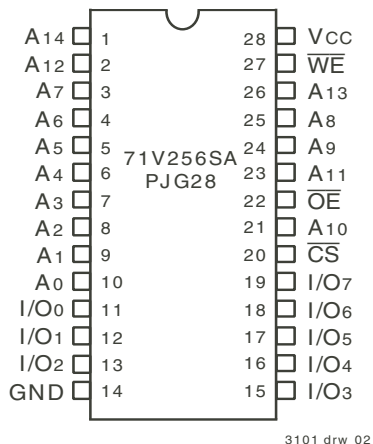 A14 1 28 VCC
A12 2 27 W̅E̅
A7 3 26 A13
A6 4 25 A8
A5 5 24 A9
71V256SA
A4 6 23 A11
PJG28
A3 7 22 O̅E̅
A2 8 21 A10
A1 9 20 C̅S̅
A0 10 19 I/O7
I/O0 11 18 I/O6
I/O1 12 17 I/O5
I/O2 13 16 I/O4
GND 14 15 I/O3
3101 drw 02